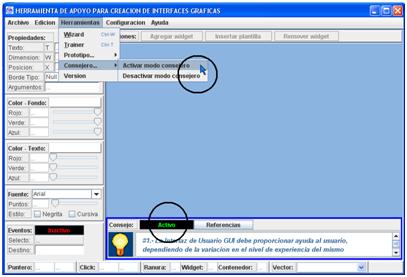 HERRAMIENTA DE APOYO PARA CREACION DE INTERFACES GRAFICAS
Archivo Edicion Herramientas Configuracion Ayuda
Wizard Ctrl-W
Trainer Ctrl-T
Prototipo...
Consejero...
Version
Activar modo consejero
Desactivar modo consejero
iones: Agregar widget Insertar plantilla Remover widget
Propiedades:
Texto: T
Dimension: W
Posicion: X
Borde Tipo: Null
Argumentos:
Color - Fondo:
Rojo:
Verde:
Azul:
Color - Texto:
Rojo:
Verde:
Azul:
Fuente: Arial
Puntos:
Estilo: Negrita Cursiva
Eventos: Inactivo
Selecto:
Destino:
Consejo: Activo Referencias
#1.- La Interfaz de Usuario GUI debe proporcionar ayuda al usuario,
dependiendo de la variacion en el nivel de experiencia del mismo
Puntero: Click: Ranura: Widget: Contenedor: Vector: